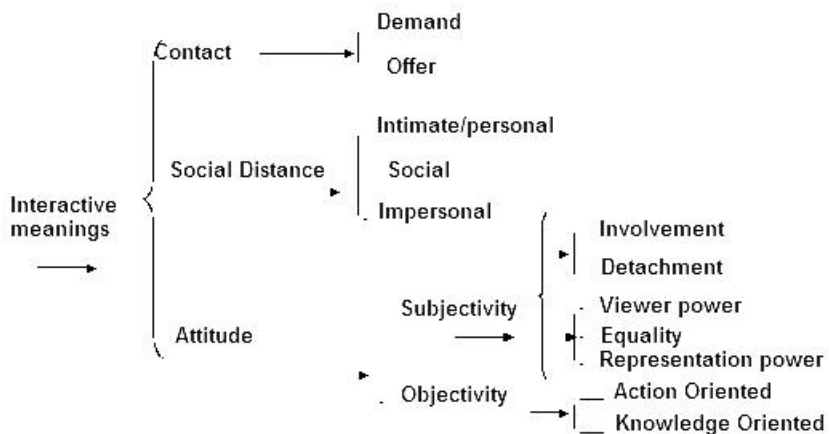 Demand
Contact
Offer
Intimate/personal
Social Distance
Social
Impersonal
Interactive
meanings
Involvement
Detachment
Viewer power
Subjectivity
Equality
Attitude
Representation power
Objectivity
Action Oriented
Knowledge Oriented